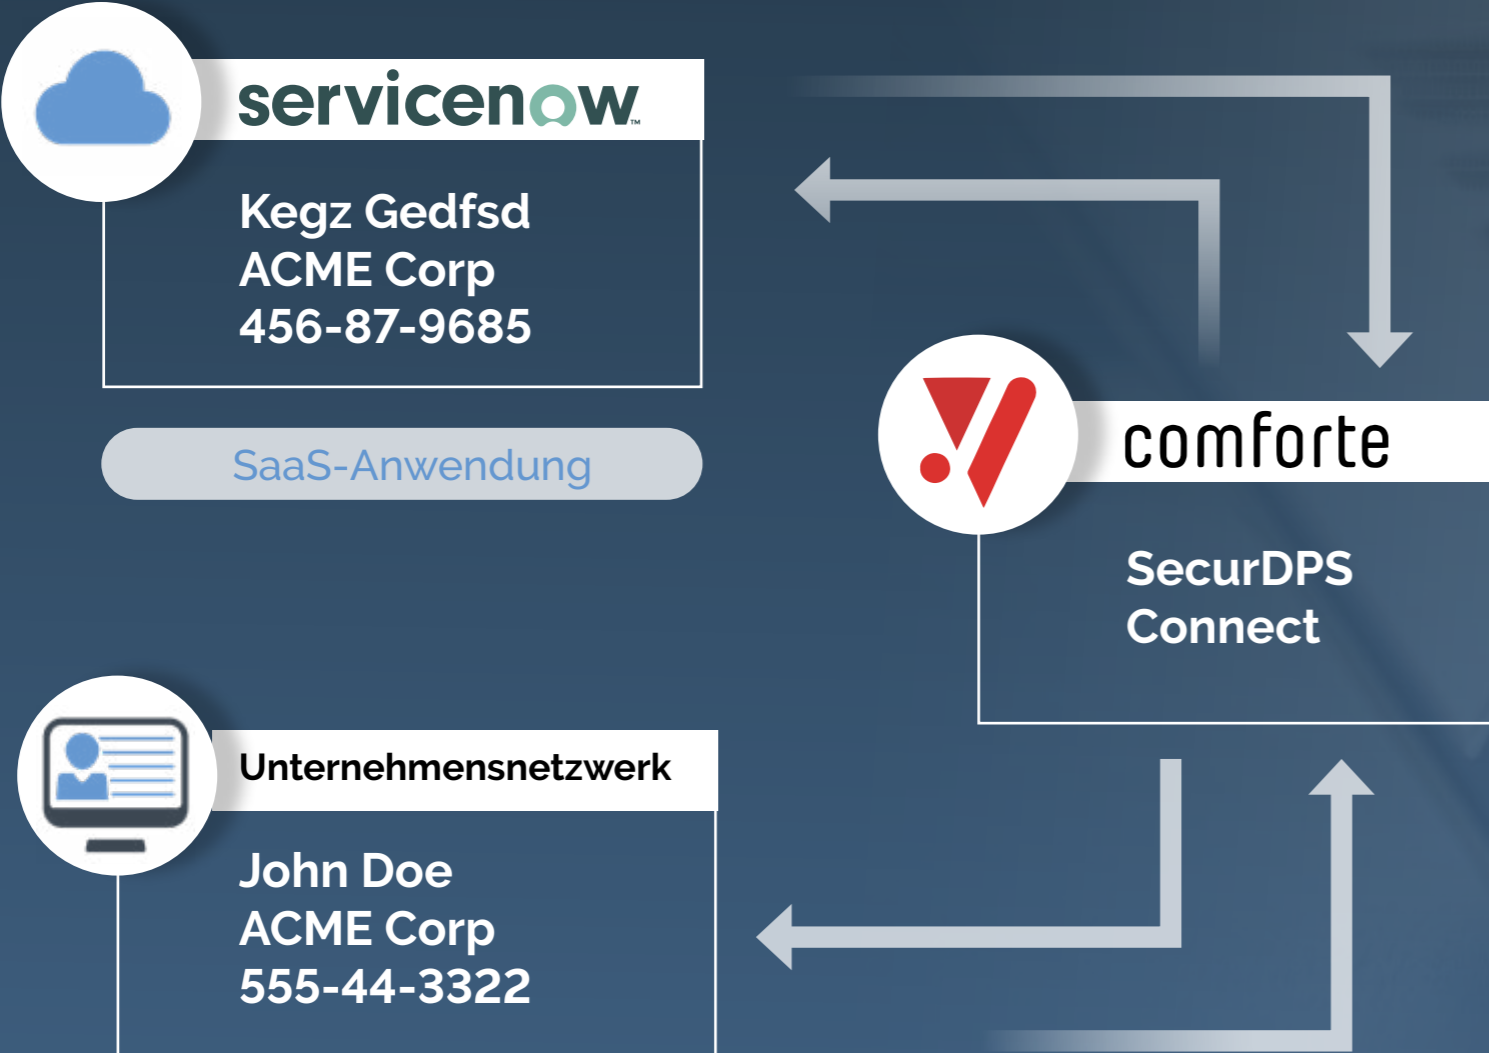 servicenow™
Kegz Gedfsd
ACME Corp
456-87-9685
SaaS-Anwendung
comforte
SecurDPS
Connect
Unternehmensnetzwerk
John Doe
ACME Corp
555-44-3322